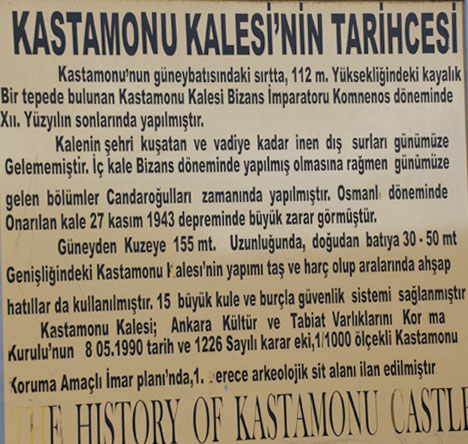 KASTAMONU KALESİ'NİN TARİHCESİ
Kastamonu'nun güneybatısındaki sırtta, 112 m. Yüksekliğindeki kayalık
Bir tepede bulunan Kastamonu Kalesi Bizans İmparatoru Komnenos döneminde
XII. Yüzyılın sonlarında yapılmıştır.
Kalenin şehri kuşatan ve vadiye kadar inen dış surları günümüze
Gelememiştir. İç kale Bizans döneminde yapılmış olmasına rağmen günümüze
gelen bölümler Candaroğulları zamanında yapılmıştır. Osmanl döneminde
Onarılan kale 27 kasım 1943 depreminde büyük zarar görmüştür.
Güneyden Kuzeye 155 mt. Uzunluğunda, doğudan batıya 30-50 mt
Genişliğindeki Kastamonu alesi'nin yapımı taş ve harç olup aralarında ahşap
hatıllar da kullanılmıştır. 15 büyük kule ve burçla güvenlik sistemi sağlanmıştır
Kastamonu Kalesi; Ankara Kültür ve Tabiat Varlıklarını Kor ma
Kurulu'nun 8 05.1990 tarih ve 1226 Sayılı karar eki,1/1000 ölçekli Kastamonu
Koruma Amaçlı İmar planı'nda,1. erece arkeolojik sit alanı ilan edilmiştir
THE HISTORY OF KASTAMONU CASTLE